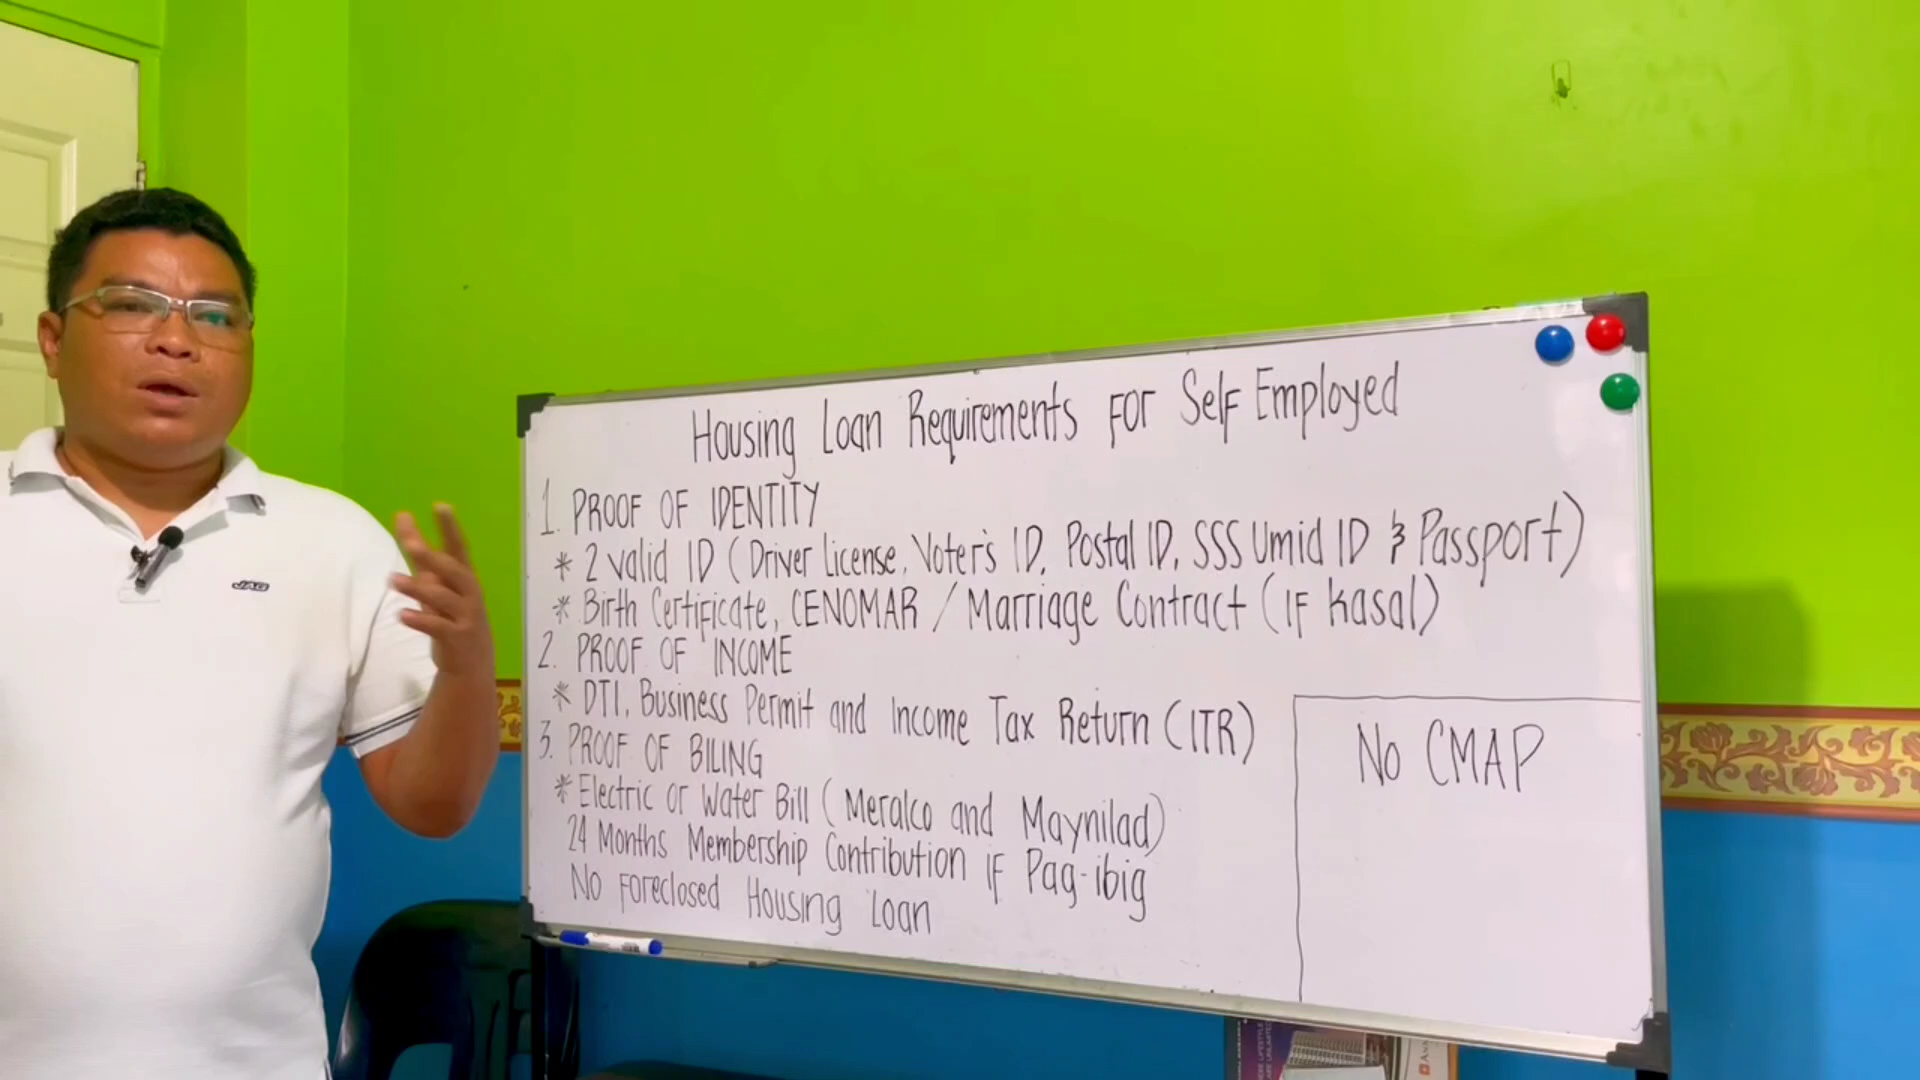 Housing Loan Requirements For Self Employed
1. PROOF OF IDENTITY
* 2 valid ID (Driver License, Voter's ID, Postal ID, SSS Umid ID & Passport)
* Birth Certificate, CENOMAR / Marriage Contract (IF kasal)
2. PROOF OF INCOME
* DTI, Business Permit and Income Tax Return (ITR)
3. PROOF OF BILING
* Electric or Water Bill (Meralco and Maynilad)
24 Months Membership Contribution IF Pag-ibig
No Foreclosed Housing Loan
No CMAP
JAG